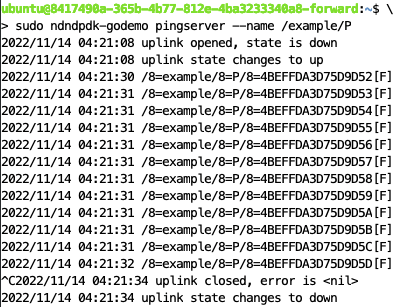 ubuntu@8417490a-365b-4b77-812e-4ba3233340a8-forward:~$ \
> sudo ndndpdk-godemo pingserver --name /example/P
2022/11/14 04:21:08 uplink opened, state is down
2022/11/14 04:21:08 uplink state changes to up
2022/11/14 04:21:30 /8=example/8=P/8=4BEFFDA3D75D9D52[F]
2022/11/14 04:21:31 /8=example/8=P/8=4BEFFDA3D75D9D53[F]
2022/11/14 04:21:31 /8=example/8=P/8=4BEFFDA3D75D9D54[F]
2022/11/14 04:21:31 /8=example/8=P/8=4BEFFDA3D75D9D55[F]
2022/11/14 04:21:31 /8=example/8=P/8=4BEFFDA3D75D9D56[F]
2022/11/14 04:21:31 /8=example/8=P/8=4BEFFDA3D75D9D57[F]
2022/11/14 04:21:31 /8=example/8=P/8=4BEFFDA3D75D9D58[F]
2022/11/14 04:21:31 /8=example/8=P/8=4BEFFDA3D75D9D59[F]
2022/11/14 04:21:31 /8=example/8=P/8=4BEFFDA3D75D9D5A[F]
2022/11/14 04:21:31 /8=example/8=P/8=4BEFFDA3D75D9D5B[F]
2022/11/14 04:21:31 /8=example/8=P/8=4BEFFDA3D75D9D5C[F]
2022/11/14 04:21:32 /8=example/8=P/8=4BEFFDA3D75D9D5D[F]
^C2022/11/14 04:21:34 uplink closed, error is <nil>
2022/11/14 04:21:34 uplink state changes to down